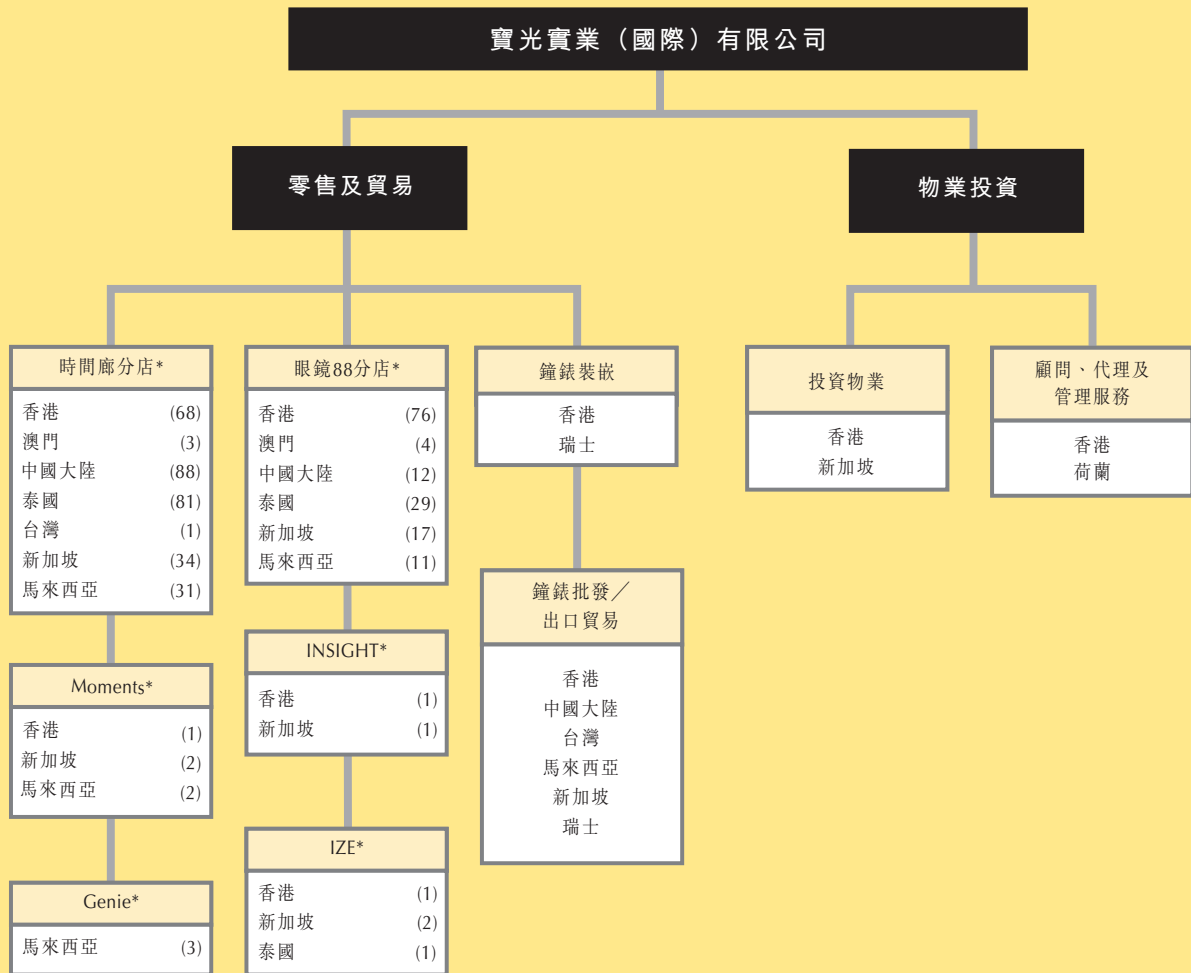 寶光實業（國際）有限公司
零售及貿易
物業投資
時間廊分店*
香港 (68)
澳門 (3)
中國大陸 (88)
泰國 (81)
台灣 (1)
新加坡 (34)
馬來西亞 (31)
Moments*
香港 (1)
新加坡 (2)
馬來西亞 (2)
Genie*
馬來西亞 (3)
眼鏡88分店*
香港 (76)
澳門 (4)
中國大陸 (12)
泰國 (29)
新加坡 (17)
馬來西亞 (11)
INSIGHT*
香港 (1)
新加坡 (1)
IZE*
香港 (1)
新加坡 (2)
泰國 (1)
鐘錶裝嵌
香港
瑞士
鐘錶批發／
出口貿易
香港
中國大陸
台灣
馬來西亞
新加坡
瑞士
投資物業
香港
新加坡
顧問、代理及
管理服務
香港
荷蘭